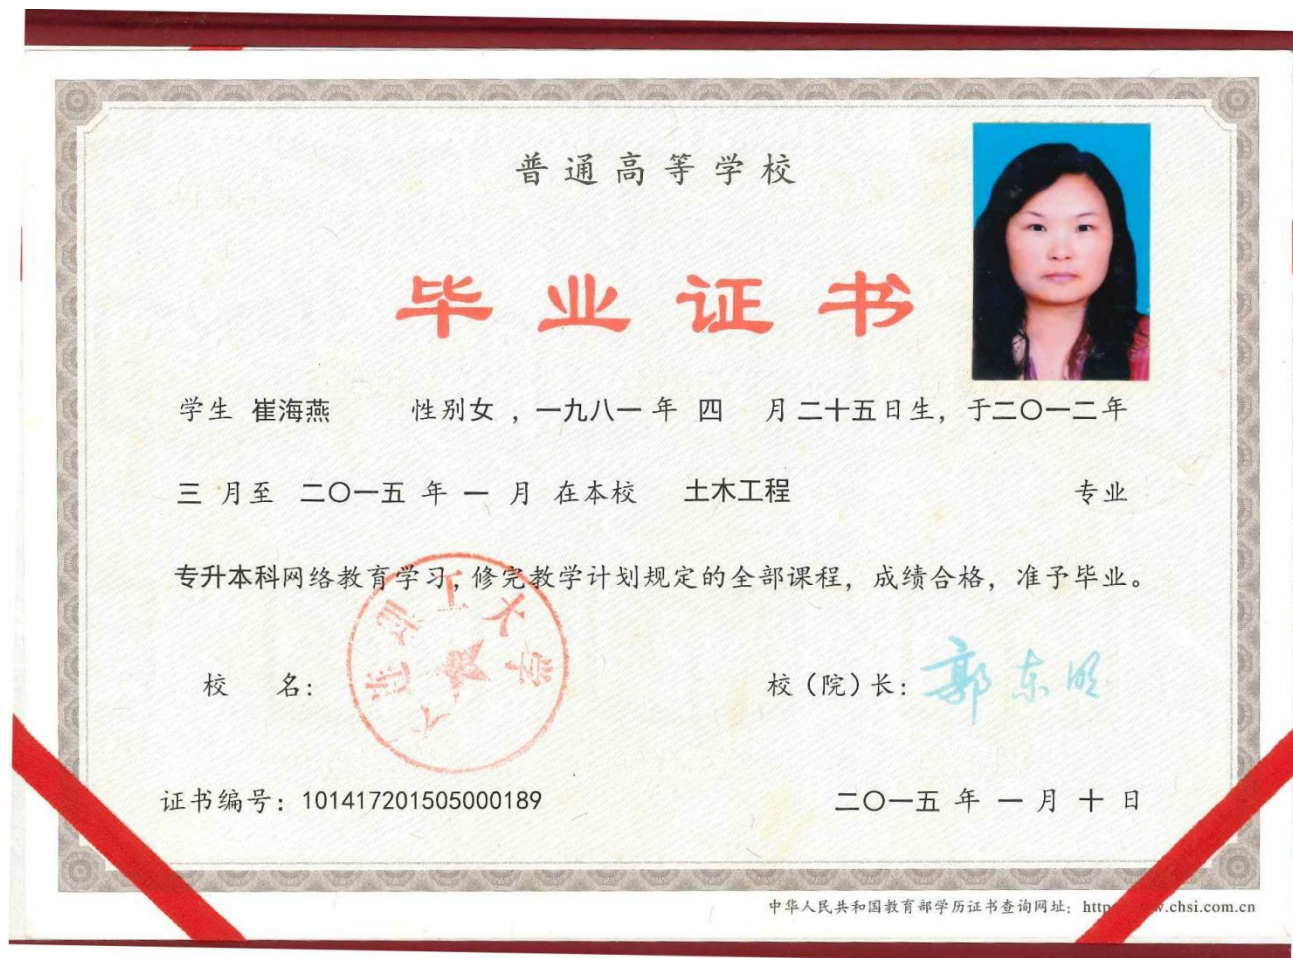 普通高等学校
毕业证书
学生 崔海燕 性别女，一九八一年 四 月二十五日生，于二〇一二年
三 月至 二〇一五 年 一 月 在本校 土木工程 专业
专升本科网络教育学习，修完教学计划规定的全部课程，成绩合格，准予毕业。
大连理工大学
校 名： 校（院）长：郭东明
证书编号：101417201505000189 二〇一五 年 一 月 十 日
中华人民共和国教育部学历证书查询网址：http .chsi.com.cn